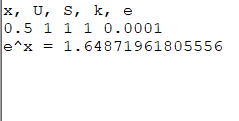 x, U, S, k, e
0.5 1 1 1 0.0001
e^x = 1.64871961805556